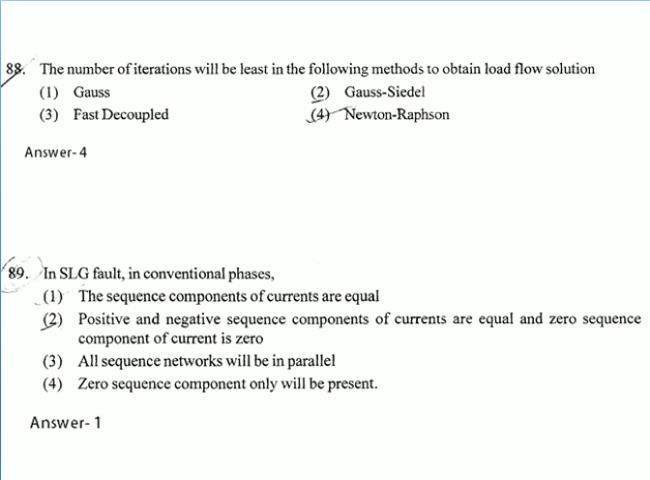 88. The number of iterations will be least in the following methods to obtain load flow solution
(1) Gauss (2) Gauss-Siedel
(3) Fast Decoupled (4) Newton-Raphson
Answer- 4
89. In SLG fault, in conventional phases,
(1) The sequence components of currents are equal
(2) Positive and negative sequence components of currents are equal and zero sequence
component of current is zero
(3) All sequence networks will be in parallel
(4) Zero sequence component only will be present.
Answer- 1